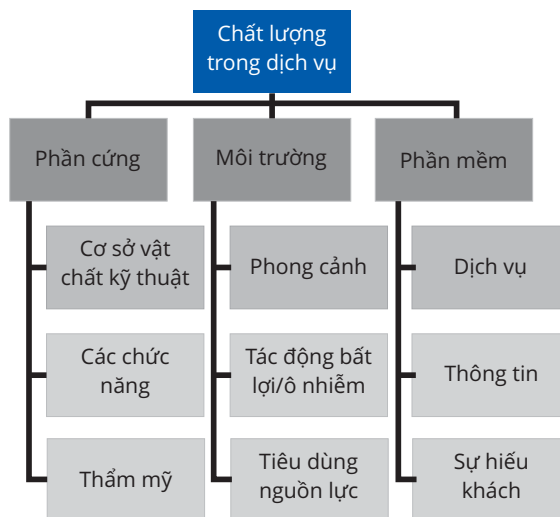 Chất lượng
trong dịch vụ
Phần cứng
Môi trường
Phần mềm
Cơ sở vật
chất kỹ thuật
Phong cảnh
Dịch vụ
Các chức
năng
Tác động bất
lợi/ô nhiễm
Thông tin
Thẩm mỹ
Tiêu dùng
nguồn lực
Sự hiếu
khách